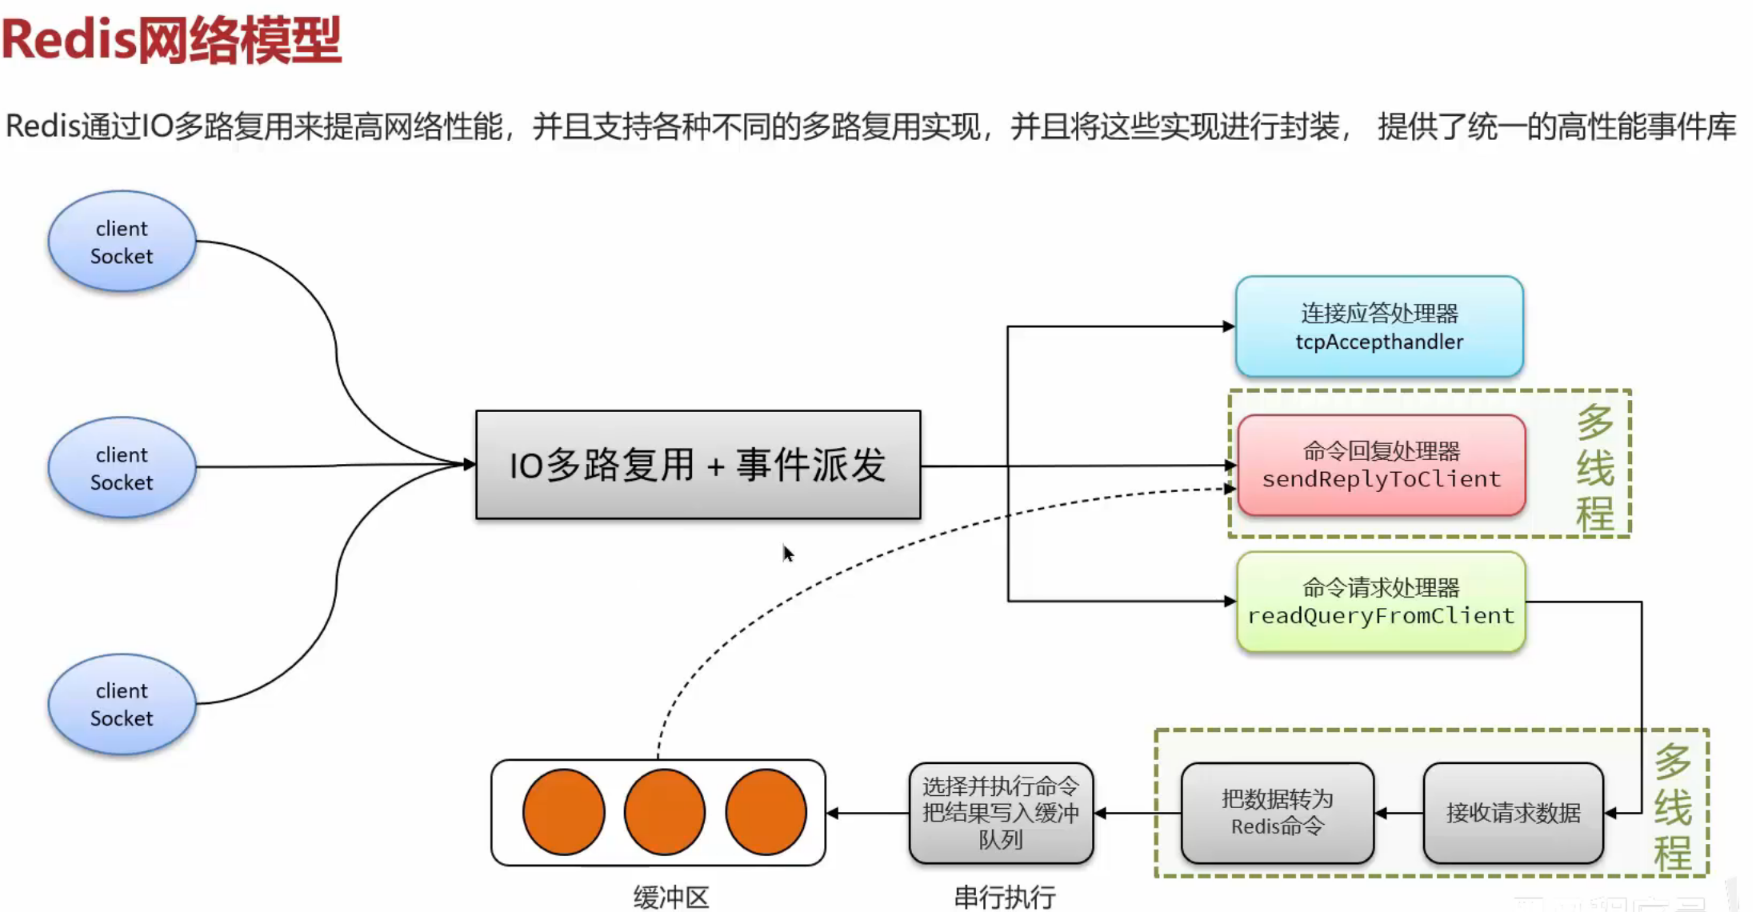 Redis网络模型
Redis通过IO多路复用来提高网络性能，并且支持各种不同的多路复用实现，并且将这些实现进行封装， 提供了统一的高性能事件库
client
Socket
连接应答处理器
tcpAccepthandler
IO多路复用 + 事件派发
命令回复处理器
sendReplyToClient
多
线
程
client
Socket
命令请求处理器
readQueryFromClient
client
Socket
选择并执行命令
把结果写入缓冲
队列
把数据转为
Redis命令
接收请求数据
多
线
程
缓冲区
串行执行